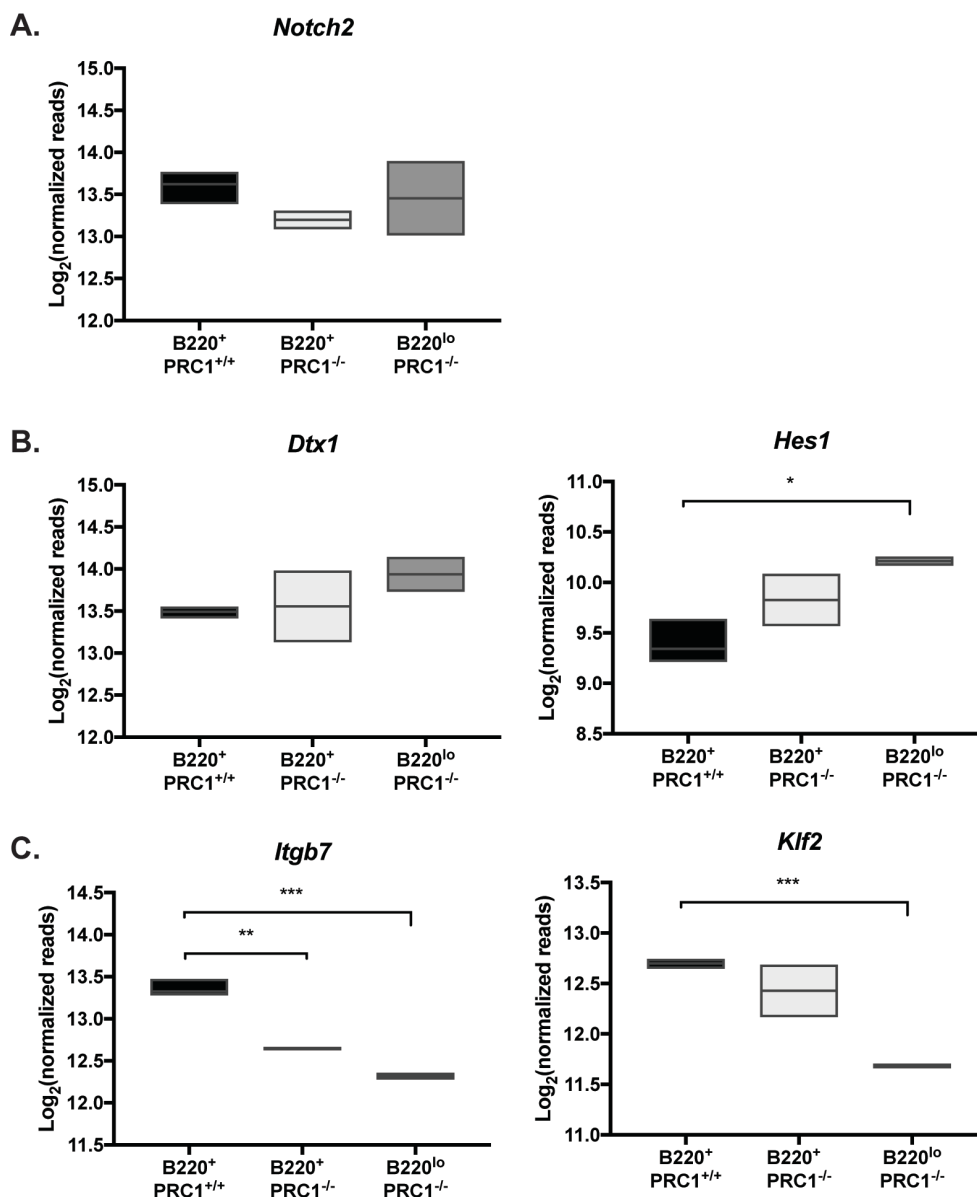 A.
Notch2
Log₂(normalized reads)
15.0
14.5
14.0
13.5
13.0
12.5
12.0
B220⁺ B220⁺ B220ˡᵒ
PRC1⁺/⁺ PRC1⁻/⁻ PRC1⁻/⁻
B.
Dtx1
Log₂(normalized reads)
15.0
14.5
14.0
13.5
13.0
12.5
12.0
B220⁺ B220⁺ B220ˡᵒ
PRC1⁺/⁺ PRC1⁻/⁻ PRC1⁻/⁻
Hes1
Log₂(normalized reads)
11.0
10.5
10.0
9.5
9.0
8.5
*
B220⁺ B220⁺ B220ˡᵒ
PRC1⁺/⁺ PRC1⁻/⁻ PRC1⁻/⁻
C.
Itgb7
Log₂(normalized reads)
14.5
14.0
13.5
13.0
12.5
12.0
11.5
***
**
B220⁺ B220⁺ B220ˡᵒ
PRC1⁺/⁺ PRC1⁻/⁻ PRC1⁻/⁻
Klf2
Log₂(normalized reads)
13.5
13.0
12.5
12.0
11.5
11.0
***
B220⁺ B220⁺ B220ˡᵒ
PRC1⁺/⁺ PRC1⁻/⁻ PRC1⁻/⁻